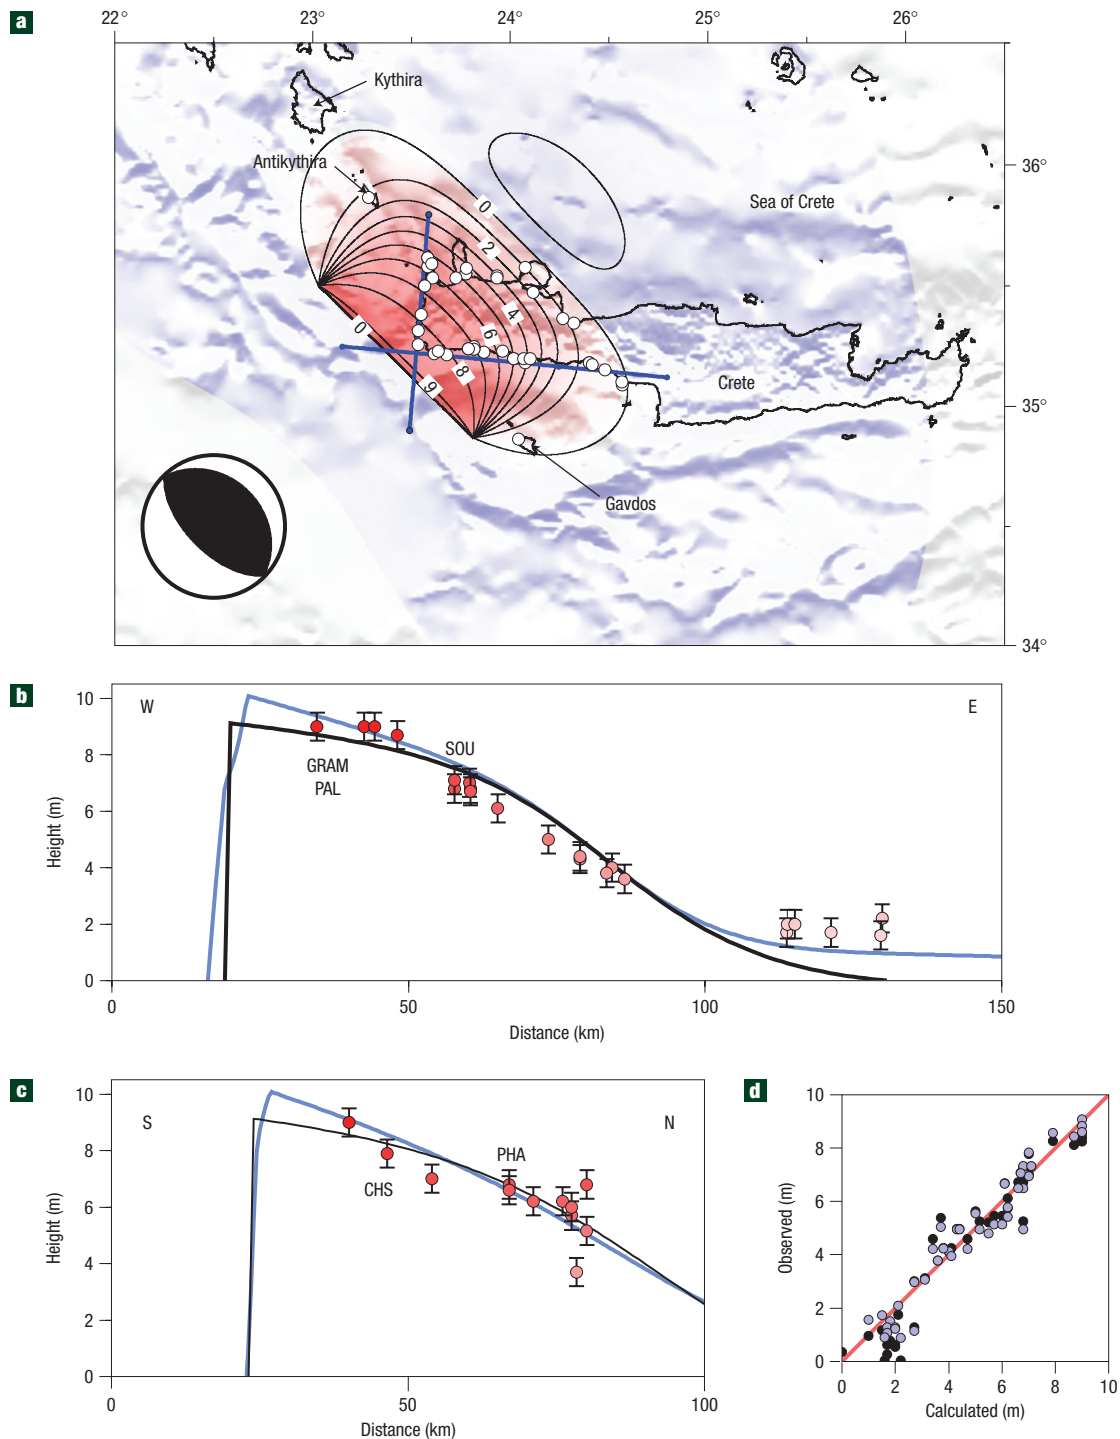 a
22° 23° 24° 25° 26°
Kythira
Antikythira
36°
Sea of Crete
0
2
4
6
8
0
9
Crete
35°
Gavdos
34°
b
10
8
6
4
2
0
Height (m)
W
E
GRAM
PAL
SOU
0 50 100 150
Distance (km)
c
10
8
6
4
2
0
Height (m)
S
N
CHS
PHA
0 50 100
Distance (km)
d
10
8
6
4
2
0
Observed (m)
0 2 4 6 8 10
Calculated (m)